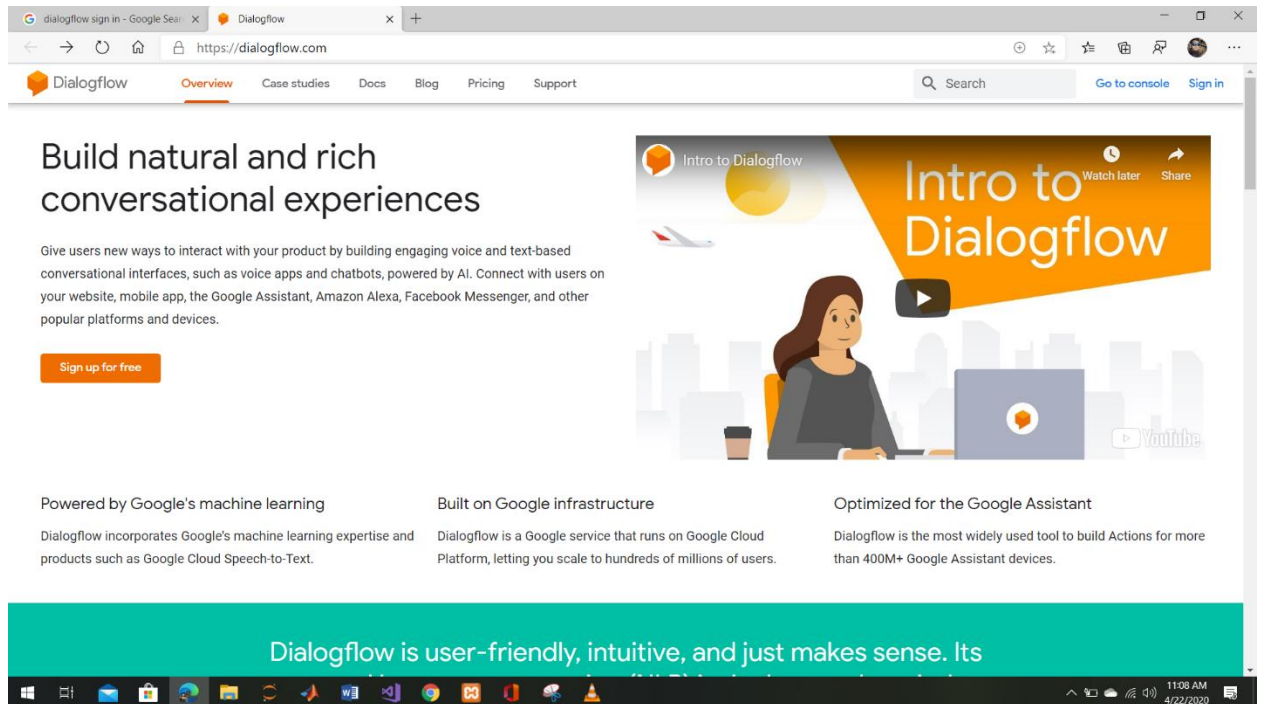 dialogflow sign in - Google Sear
Dialogflow
https://dialogflow.com
Dialogflow
Overview
Case studies
Docs
Blog
Pricing
Support
Search
Go to console
Sign in
Build natural and rich
conversational experiences
Give users new ways to interact with your product by building engaging voice and text-based
conversational interfaces, such as voice apps and chatbots, powered by AI. Connect with users on
your website, mobile app, the Google Assistant, Amazon Alexa, Facebook Messenger, and other
popular platforms and devices.
Sign up for free
Intro to Dialogflow
Watch later
Share
Intro to
Dialogflow
YouTube
Powered by Google's machine learning
Dialogflow incorporates Google's machine learning expertise and
products such as Google Cloud Speech-to-Text.
Built on Google infrastructure
Dialogflow is a Google service that runs on Google Cloud
Platform, letting you scale to hundreds of millions of users.
Optimized for the Google Assistant
Dialogflow is the most widely used tool to build Actions for more
than 400M+ Google Assistant devices.
Dialogflow is user-friendly, intuitive, and just makes sense. Its
11:08 AM
4/22/2020